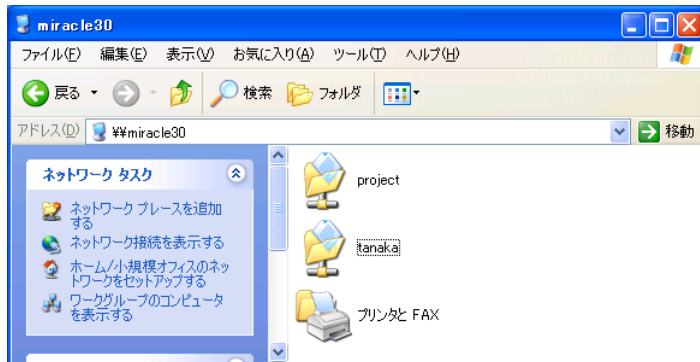 miracle30
ファイル(F) 編集(E) 表示(V) お気に入り(A) ツール(T) ヘルプ(H)
戻る 検索 フォルダ
アドレス(D) ¥¥miracle30 移動
ネットワーク タスク
ネットワーク プレースを追加
する
ネットワーク接続を表示する
ホーム/小規模オフィスのネッ
トワークをセットアップする
ワークグループのコンピュータ
を表示する
project
tanaka
プリンタと FAX